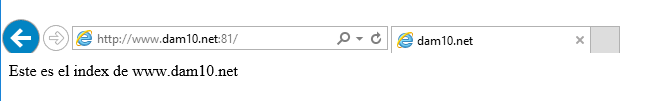 http://www.dam10.net:81/
dam10.net
Este es el index de www.dam10.net